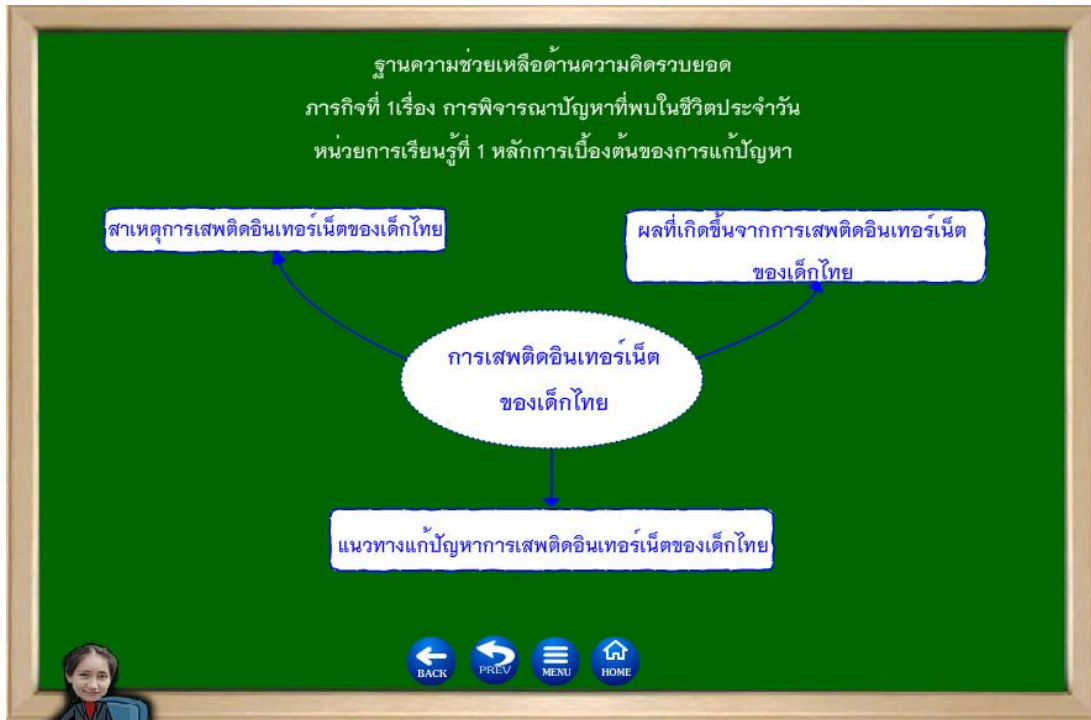 ฐานความช่วยเหลือด้านความคิดรวบยอด
ภารกิจที่ 1เรื่อง การพิจารณาปัญหาที่พบในชีวิตประจำวัน
หน่วยการเรียนรู้ที่ 1 หลักการเบื้องต้นของการแก้ปัญหา
สาเหตุการเสพติดอินเทอร์เน็ตของเด็กไทย
ผลที่เกิดขึ้นจากการเสพติดอินเทอร์เน็ต
ของเด็กไทย
การเสพติดอินเทอร์เน็ต
ของเด็กไทย
แนวทางแก้ปัญหาการเสพติดอินเทอร์เน็ตของเด็กไทย
BACK
PREV
MENU
HOME